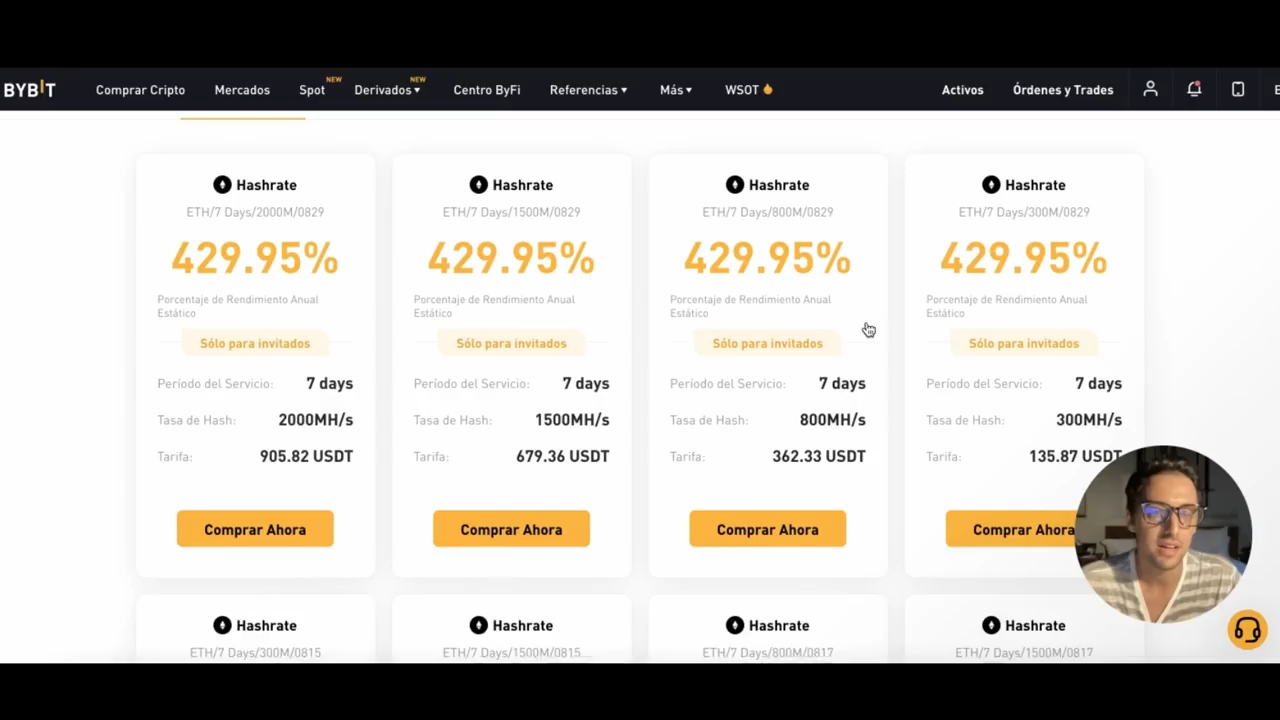 BYBIT Comprar Cripto Mercados Spot NEW Derivados NEW Centro ByFi Referencias Más WSOT Activos Órdenes y Trades E
Hashrate Hashrate Hashrate Hashrate
ETH/7 Days/2000M/0829 ETH/7 Days/1500M/0829 ETH/7 Days/800M/0829 ETH/7 Days/300M/0829
429.95% 429.95% 429.95% 429.95%
Porcentaje de Rendimiento Anual Porcentaje de Rendimiento Anual Porcentaje de Rendimiento Anual Porcentaje de Rendimiento Anual
Estático Estático Estático Estático
Sólo para invitados Sólo para invitados Sólo para invitados Sólo para invitados
Período del Servicio: 7 days Período del Servicio: 7 days Período del Servicio: 7 days Período del Servicio: 7 days
Tasa de Hash: 2000MH/s Tasa de Hash: 1500MH/s Tasa de Hash: 800MH/s Tasa de Hash: 300MH/s
Tarifa: 905.82 USDT Tarifa: 679.36 USDT Tarifa: 362.33 USDT Tarifa: 135.87 USDT
Comprar Ahora Comprar Ahora Comprar Ahora Comprar Ahora
Hashrate Hashrate Hashrate Hashrate
ETH/7 Days/300M/0815 ETH/7 Days/1500M/0815 ETH/7 Days/800M/0817 ETH/7 Days/1500M/0817